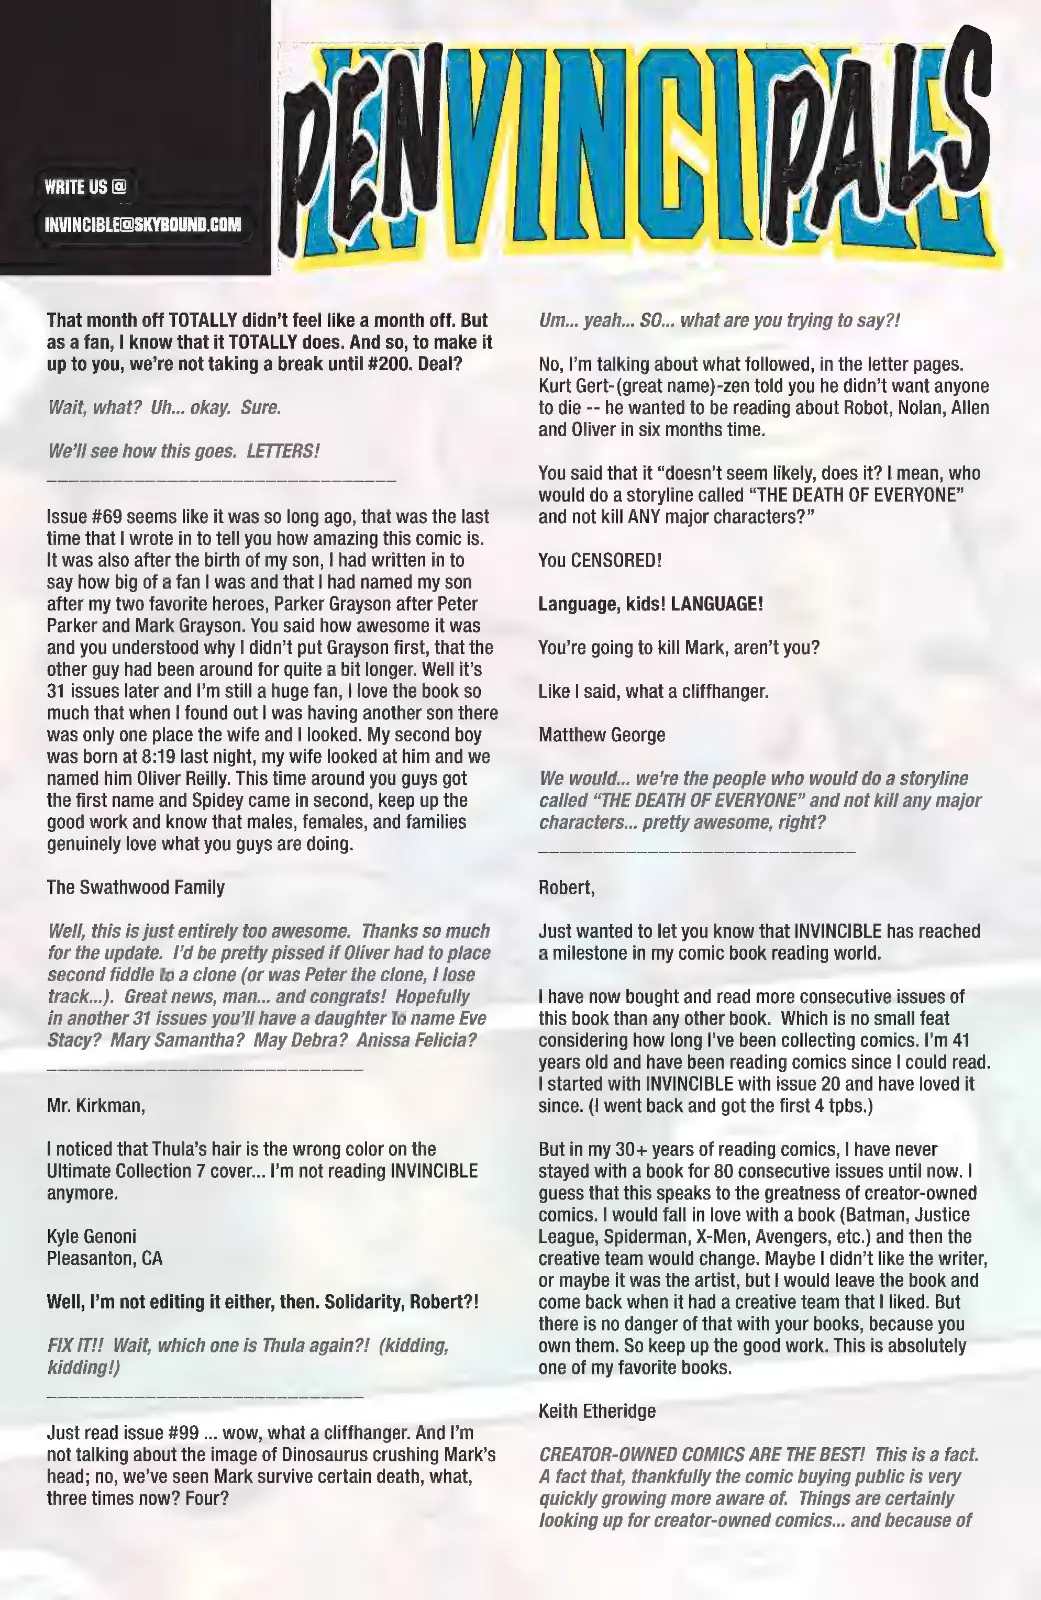 PENVINCIPALS
INVINCIBLE
WRITE US @
INVINCIBLE@SKYBOUND.COM
That month off TOTALLY didn't feel like a month off. But
as a fan, I know that it TOTALLY does. And so, to make it
up to you, we're not taking a break until #200. Deal?
Wait, what? Uh... okay. Sure.
We'll see how this goes. LETTERS!
Issue #69 seems like it was so long ago, that was the last
time that I wrote in to tell you how amazing this comic is.
It was also after the birth of my son, I had written in to
say how big of a fan I was and that I had named my son
after my two favorite heroes, Parker Grayson after Peter
Parker and Mark Grayson. You said how awesome it was
and you understood why I didn't put Grayson first, that the
other guy had been around for quite a bit longer. Well it's
31 issues later and I'm still a huge fan, I love the book so
much that when I found out I was having another son there
was only one place the wife and I looked. My second boy
was born at 8:19 last night, my wife looked at him and we
named him Oliver Reilly. This time around you guys got
the first name and Spidey came in second, keep up the
good work and know that males, females, and families
genuinely love what you guys are doing.
The Swathwood Family
Well, this is just entirely too awesome. Thanks so much
for the update. I'd be pretty pissed if Oliver had to place
second fiddle to a clone (or was Peter the clone, I lose
track...). Great news, man... and congrats! Hopefully
in another 31 issues you'll have a daughter to name Eve
Stacy? Mary Samantha? May Debra? Anissa Felicia?
Mr. Kirkman,
I noticed that Thula's hair is the wrong color on the
Ultimate Collection 7 cover... I'm not reading INVINCIBLE
anymore.
Kyle Genoni
Pleasanton, CA
Well, I'm not editing it either, then. Solidarity, Robert?!
FIX IT!! Wait, which one is Thula again?! (kidding,
kidding!)
Just read issue #99 ... wow, what a cliffhanger. And I'm
not talking about the image of Dinosaurus crushing Mark's
head; no, we've seen Mark survive certain death, what,
three times now? Four?
Um... yeah... SO... what are you trying to say?!
No, I'm talking about what followed, in the letter pages.
Kurt Gert-(great name)-zen told you he didn't want anyone
to die -- he wanted to be reading about Robot, Nolan, Allen
and Oliver in six months time.
You said that it "doesn't seem likely, does it? I mean, who
would do a storyline called "THE DEATH OF EVERYONE"
and not kill ANY major characters?"
You CENSORED!
Language, kids! LANGUAGE!
You're going to kill Mark, aren't you?
Like I said, what a cliffhanger.
Matthew George
We would... we're the people who would do a storyline
called "THE DEATH OF EVERYONE" and not kill any major
characters... pretty awesome, right?
Robert,
Just wanted to let you know that INVINCIBLE has reached
a milestone in my comic book reading world.
I have now bought and read more consecutive issues of
this book than any other book. Which is no small feat
considering how long I've been collecting comics. I'm 41
years old and have been reading comics since I could read.
I started with INVINCIBLE with issue 20 and have loved it
since. (I went back and got the first 4 tpbs.)
But in my 30+ years of reading comics, I have never
stayed with a book for 80 consecutive issues until now. I
guess that this speaks to the greatness of creator-owned
comics. I would fall in love with a book (Batman, Justice
League, Spiderman, X-Men, Avengers, etc.) and then the
creative team would change. Maybe I didn't like the writer,
or maybe it was the artist, but I would leave the book and
come back when it had a creative team that I liked. But
there is no danger of that with your books, because you
own them. So keep up the good work. This is absolutely
one of my favorite books.
Keith Etheridge
CREATOR-OWNED COMICS ARE THE BEST! This is a fact.
A fact that, thankfully the comic buying public is very
quickly growing more aware of. Things are certainly
looking up for creator-owned comics... and because of